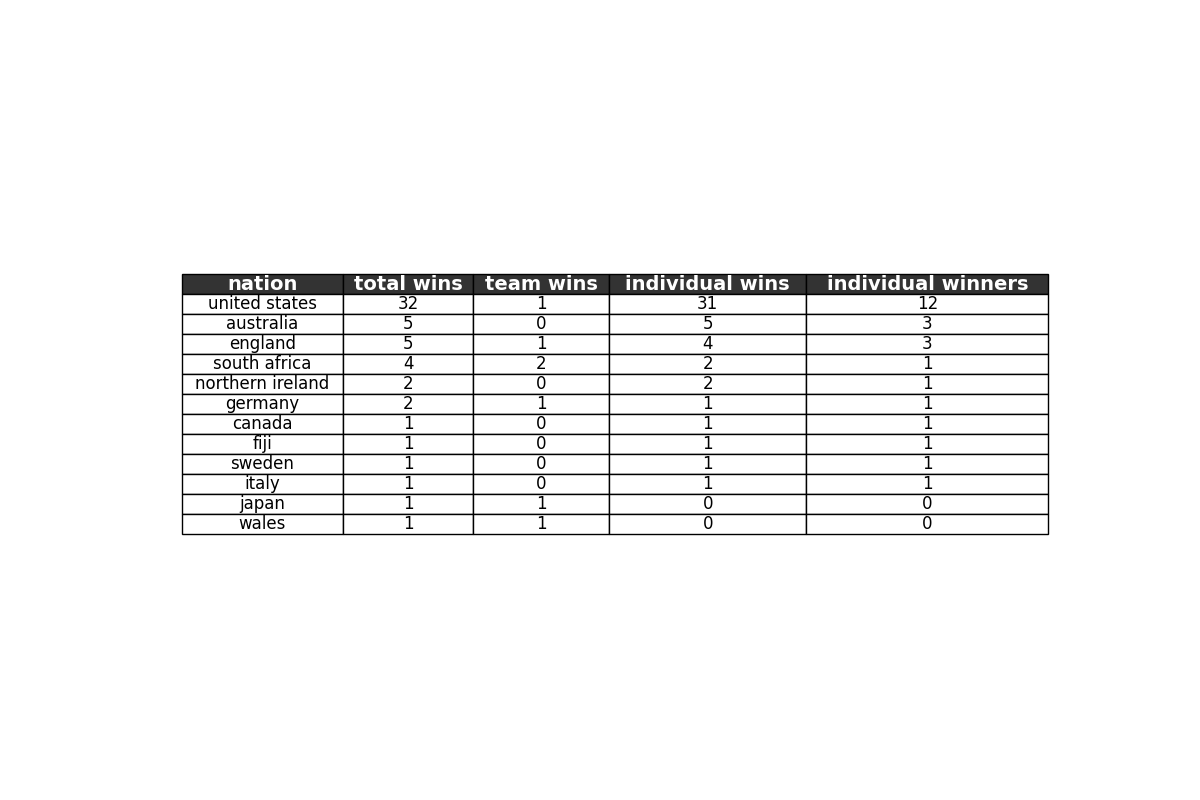 nation total wins team wins individual wins individual winners
united states 32 1 31 12
australia 5 0 5 3
england 5 1 4 3
south africa 4 2 2 1
northern ireland 2 0 2 1
germany 2 1 1 1
canada 1 0 1 1
fiji 1 0 1 1
sweden 1 0 1 1
italy 1 0 1 1
japan 1 1 0 0
wales 1 1 0 0